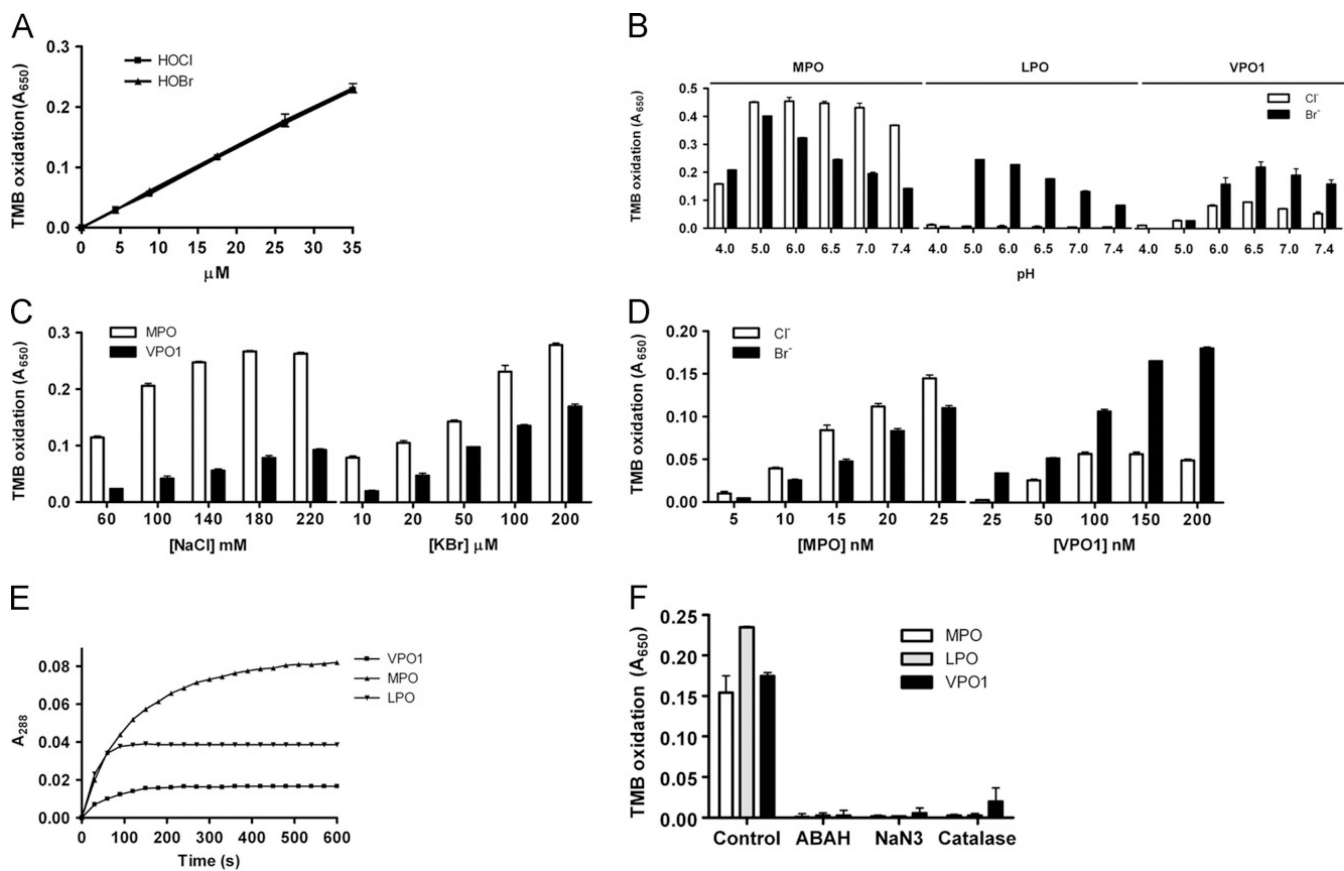 A
TMB oxidation (A650)
0.3
0.2
0.1
0.0
HOCl
HOBr
0 5 10 15 20 25 30 35
μM
B
MPO LPO VPO1
TMB oxidation (A650)
0.5
0.4
0.3
0.2
0.1
0.0
Cl-
Br-
4.0 5.0 6.0 6.5 7.0 7.4 4.0 5.0 6.0 6.5 7.0 7.4 4.0 5.0 6.0 6.5 7.0 7.4
pH
C
TMB oxidation (A650)
0.3
0.2
0.1
0.0
MPO
VPO1
60 100 140 180 220 10 20 50 100 200
[NaCl] mM [KBr] μM
D
TMB oxidation (A650)
0.20
0.15
0.10
0.05
0.00
Cl-
Br-
5 10 15 20 25 25 50 100 150 200
[MPO] nM [VPO1] nM
E
A288
0.08
0.06
0.04
0.02
0.00
VPO1
MPO
LPO
0 100 200 300 400 500 600
Time (s)
F
TMB oxidation (A650)
0.25
0.20
0.15
0.10
0.05
0.00
MPO
LPO
VPO1
Control ABAH NaN3 Catalase